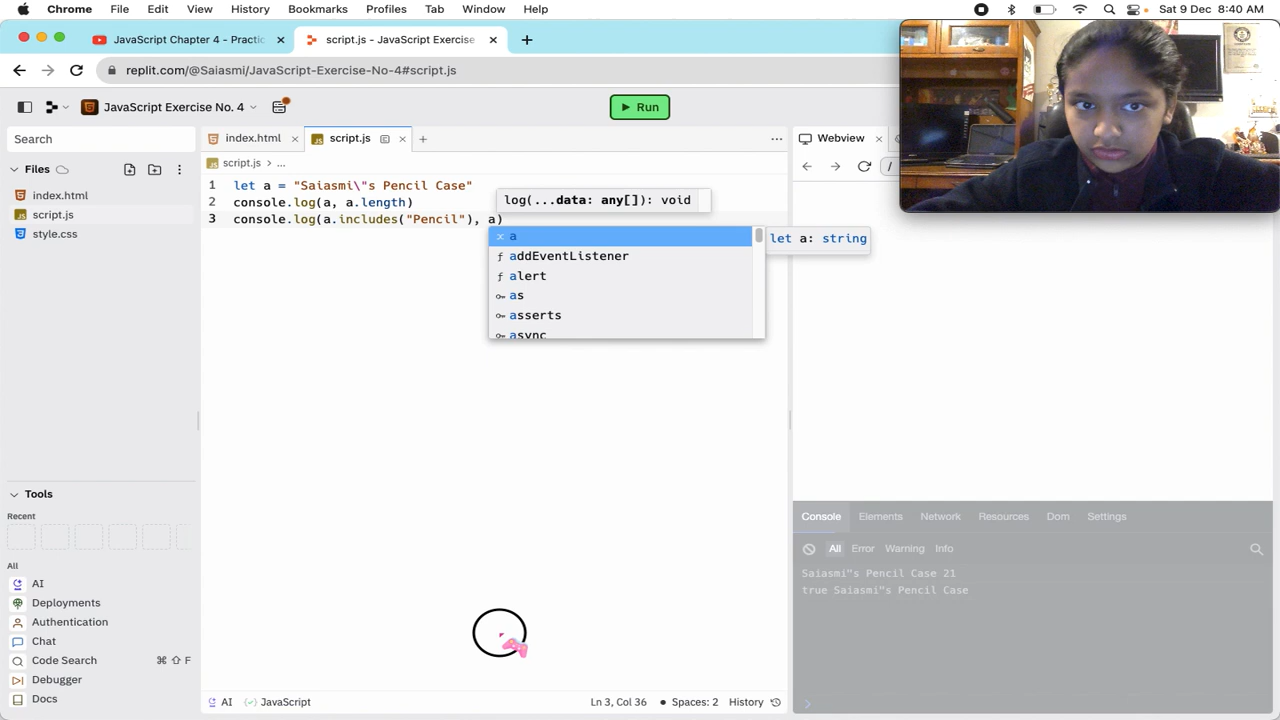 Chrome File Edit View History Bookmarks Profiles Tab Window Help Sat 9 Dec 8:40 AM
JavaScript Chapt script.js - JavaScript Exercise
replit.com/@Saiasmi/JavaScript-Exercise-No-4#script.js
JavaScript Exercise No. 4
Run
Search
index.html script.js
Webview
Files
script.js > ...
/
index.html
script.js
style.css
1 let a = "Saiasmi\"s Pencil Case"
2 console.log(a, a.length)
3 console.log(a.includes("Pencil"), a)
log(...data: any[]): void
a
let a: string
addEventListener
alert
as
asserts
async
Tools
Recent
All
AI
Deployments
Authentication
Chat
Code Search ⌘ ⇧ F
Debugger
Docs
Console Elements Network Resources Dom Settings
All Error Warning Info
Saiasmi"s Pencil Case 21
true Saiasmi"s Pencil Case
AI JavaScript Ln 3, Col 36 Spaces: 2 History